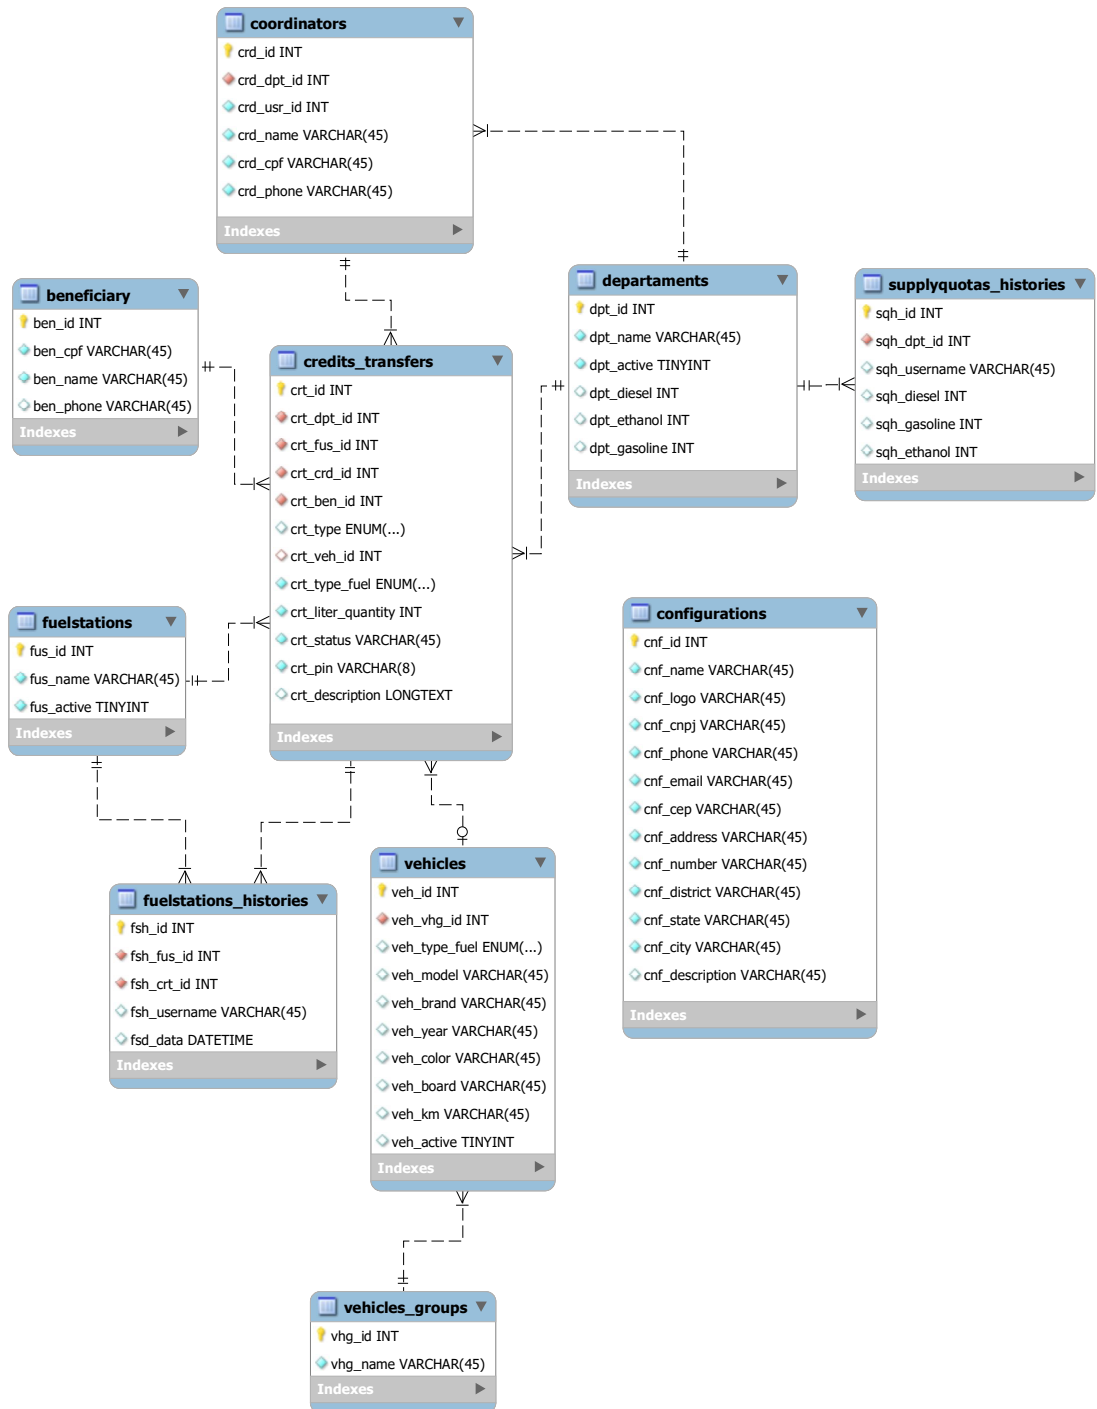 coordinators
crd_id INT
crd_dpt_id INT
crd_usr_id INT
crd_name VARCHAR(45)
crd_cpf VARCHAR(45)
crd_phone VARCHAR(45)
Indexes
beneficiary
ben_id INT
ben_cpf VARCHAR(45)
ben_name VARCHAR(45)
ben_phone VARCHAR(45)
Indexes
credits_transfers
crt_id INT
crt_dpt_id INT
crt_fus_id INT
crt_crd_id INT
crt_ben_id INT
crt_type ENUM(...)
crt_veh_id INT
crt_type_fuel ENUM(...)
crt_liter_quantity INT
crt_status VARCHAR(45)
crt_pin VARCHAR(8)
crt_description LONGTEXT
Indexes
departaments
dpt_id INT
dpt_name VARCHAR(45)
dpt_active TINYINT
dpt_diesel INT
dpt_ethanol INT
dpt_gasoline INT
Indexes
supplyquotas_histories
sqh_id INT
sqh_dpt_id INT
sqh_username VARCHAR(45)
sqh_diesel INT
sqh_gasoline INT
sqh_ethanol INT
Indexes
fuelstations
fus_id INT
fus_name VARCHAR(45)
fus_active TINYINT
Indexes
configurations
cnf_id INT
cnf_name VARCHAR(45)
cnf_logo VARCHAR(45)
cnf_cnpj VARCHAR(45)
cnf_phone VARCHAR(45)
cnf_email VARCHAR(45)
cnf_cep VARCHAR(45)
cnf_address VARCHAR(45)
cnf_number VARCHAR(45)
cnf_district VARCHAR(45)
cnf_state VARCHAR(45)
cnf_city VARCHAR(45)
cnf_description VARCHAR(45)
Indexes
fuelstations_histories
fsh_id INT
fsh_fus_id INT
fsh_crt_id INT
fsh_username VARCHAR(45)
fsd_data DATETIME
Indexes
vehicles
veh_id INT
veh_vhg_id INT
veh_type_fuel ENUM(...)
veh_model VARCHAR(45)
veh_brand VARCHAR(45)
veh_year VARCHAR(45)
veh_color VARCHAR(45)
veh_board VARCHAR(45)
veh_km VARCHAR(45)
veh_active TINYINT
Indexes
vehicles_groups
vhg_id INT
vhg_name VARCHAR(45)
Indexes